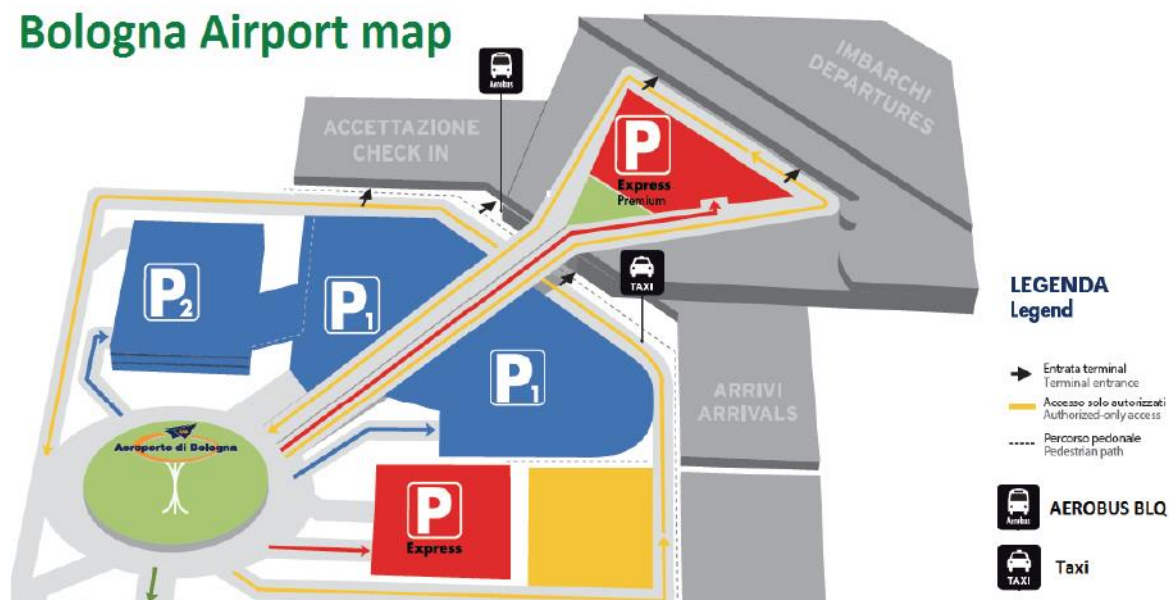 Bologna Airport map
Aerobus
IMBARCHI
DEPARTURES
ACCETTAZIONE
CHECK IN
P
Express
Premium
TAXI
P2
P1
P1
ARRIVI
ARRIVALS
Aeroporto di Bologna
P
Express
LEGENDA
Legend
Entrata terminal
Terminal entrance
Accesso solo autorizzati
Authorized-only access
Percorso pedonale
Pedestrian path
Aerobus
AEROBUS BLQ
TAXI
Taxi